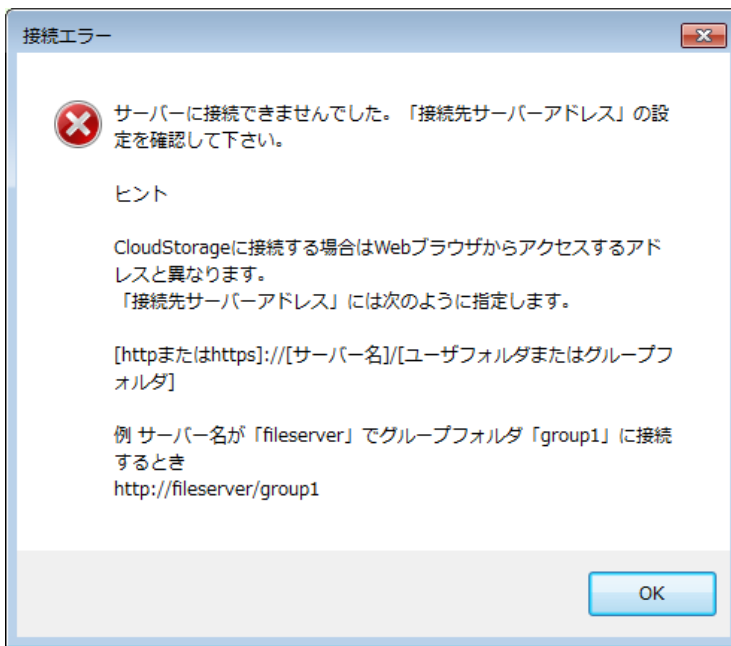 接続エラー
サーバーに接続できませんでした。「接続先サーバーアドレス」の設
定を確認して下さい。
ヒント
CloudStorageに接続する場合はWebブラウザからアクセスするアド
レスと異なります。
「接続先サーバーアドレス」には次のように指定します。
[httpまたはhttps]://[サーバー名]/[ユーザフォルダまたはグループフ
ォルダ]
例 サーバー名が「fileserver」でグループフォルダ「group1」に接続
するとき
http://fileserver/group1
OK